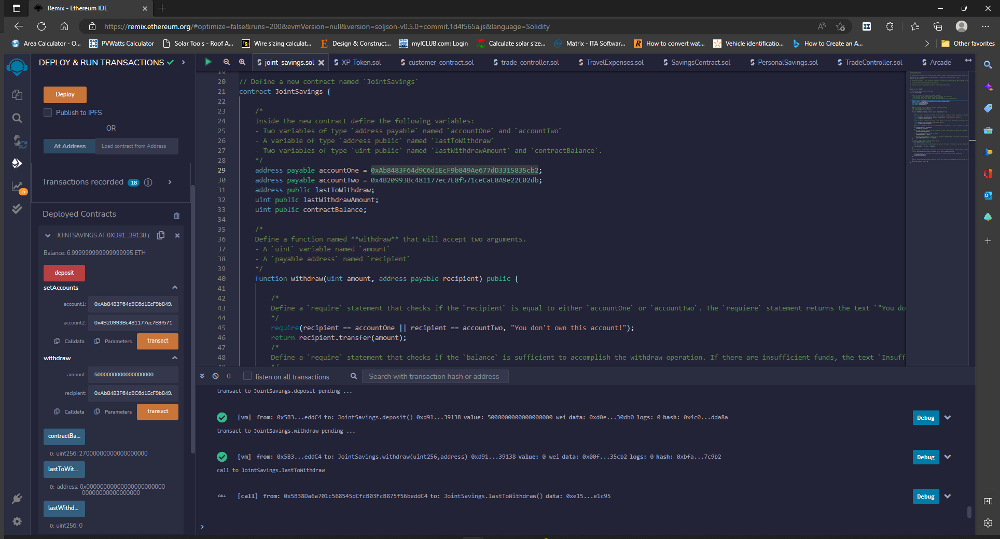 Remix - Ethereum IDE
https://remix.ethereum.org/#optimize=false&runs=200&evmVersion=null&version=soljson-v0.5.0+commit.1d4f565a.js&language=Solidity
Area Calculator - O...
PVWatts Calculator
Solar Tools - Roof A...
Wire sizing calculat...
Design & Construct...
myICLUB.com: Login
Calculate solar size...
Matrix - ITA Softwar...
How to convert wat...
Vehicle identificatio...
How to Create an A...
Other favorites
DEPLOY & RUN TRANSACTIONS
Deploy
Publish to IPFS
OR
At Address
Load contract from Address
Transactions recorded 18
5
Deployed Contracts
JOINTSAVINGS AT 0XD91...39138 (
Balance: 6.999999999999999995 ETH
deposit
setAccounts
account1: 0xAb8483F64d9C6d1EcF9b849
account2: 0x4B20993Bc481177ec7E8f571
Calldata Parameters transact
withdraw
amount: 5000000000000000000
recipient: 0xAb8483F64d9C6d1EcF9b849
Calldata Parameters transact
contractBa...
0: uint256: 27000000000000000000
lastToWit...
0: address: 0x0000000000000000000000
000000000000000000
lastWithd...
0: uint256: 0
joint_savings.sol
XP_Token.sol
customer_contract.sol
trade_controller.sol
TravelExpenses.sol
SavingsContract.sol
PersonalSavings.sol
TradeController.sol
Arcade
19
20 // Define a new contract named `JointSavings`
21 contract JointSavings {
22
23 /*
24 Inside the new contract define the following variables:
25 - Two variables of type `address payable` named `accountOne` and `accountTwo`
26 - A variable of type `address public` named `lastToWithdraw`
27 - Two variables of type `uint public` named `lastWithdrawAmount` and `contractBalance`.
28 */
29 address payable accountOne = 0xAb8483F64d9C6d1EcF9b849Ae677dD3315835cb2;
30 address payable accountTwo = 0x4B20993Bc481177ec7E8f571ceCaE8A9e22C02db;
31 address public lastToWithdraw;
32 uint public lastWithdrawAmount;
33 uint public contractBalance;
34
35 /*
36 Define a function named **withdraw** that will accept two arguments.
37 - A `uint` variable named `amount`
38 - A `payable address` named `recipient`
39 */
40 function withdraw(uint amount, address payable recipient) public {
41
42 /*
43 Define a `require` statement that checks if the `recipient` is equal to either `accountOne` or `accountTwo`. The `requiere` statement returns the text `"You do
44 */
45 require(recipient == accountOne || recipient == accountTwo, "You don't own this account!");
46 return recipient.transfer(amount);
47 /*
48 Define a `require` statement that checks if the `balance` is sufficient to accomplish the withdraw operation. If there are insufficient funds, the text `Insuff
49 */
0
listen on all transactions
Search with transaction hash or address
transact to JointSavings.deposit pending ...
[vm] from: 0x5B3...eddC4 to: JointSavings.deposit() 0xd91...39138 value: 5000000000000000000 wei data: 0xd0e...30db0 logs: 0 hash: 0x4c0...dda8a
Debug
transact to JointSavings.withdraw pending ...
[vm] from: 0x5B3...eddC4 to: JointSavings.withdraw(uint256,address) 0xd91...39138 value: 0 wei data: 0x00f...35cb2 logs: 0 hash: 0xbfa...7c9b2
Debug
call to JointSavings.lastToWithdraw
CALL [call] from: 0x5B38Da6a701c568545dCfcB03FcB875f56beddC4 to: JointSavings.lastToWithdraw() data: 0xe15...e1c95
Debug
>